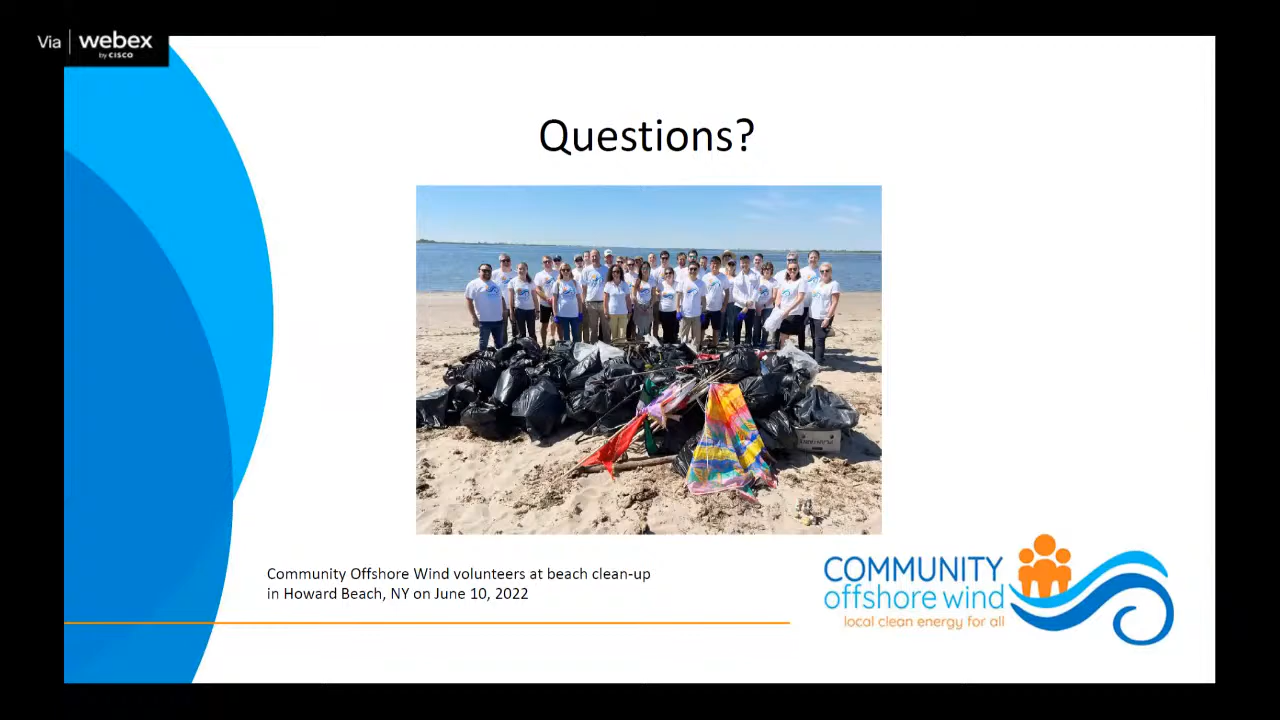 Via webex
by CISCO
Questions?
Community Offshore Wind volunteers at beach clean-up
in Howard Beach, NY on June 10, 2022
COMMUNITY
offshore wind
local clean energy for all